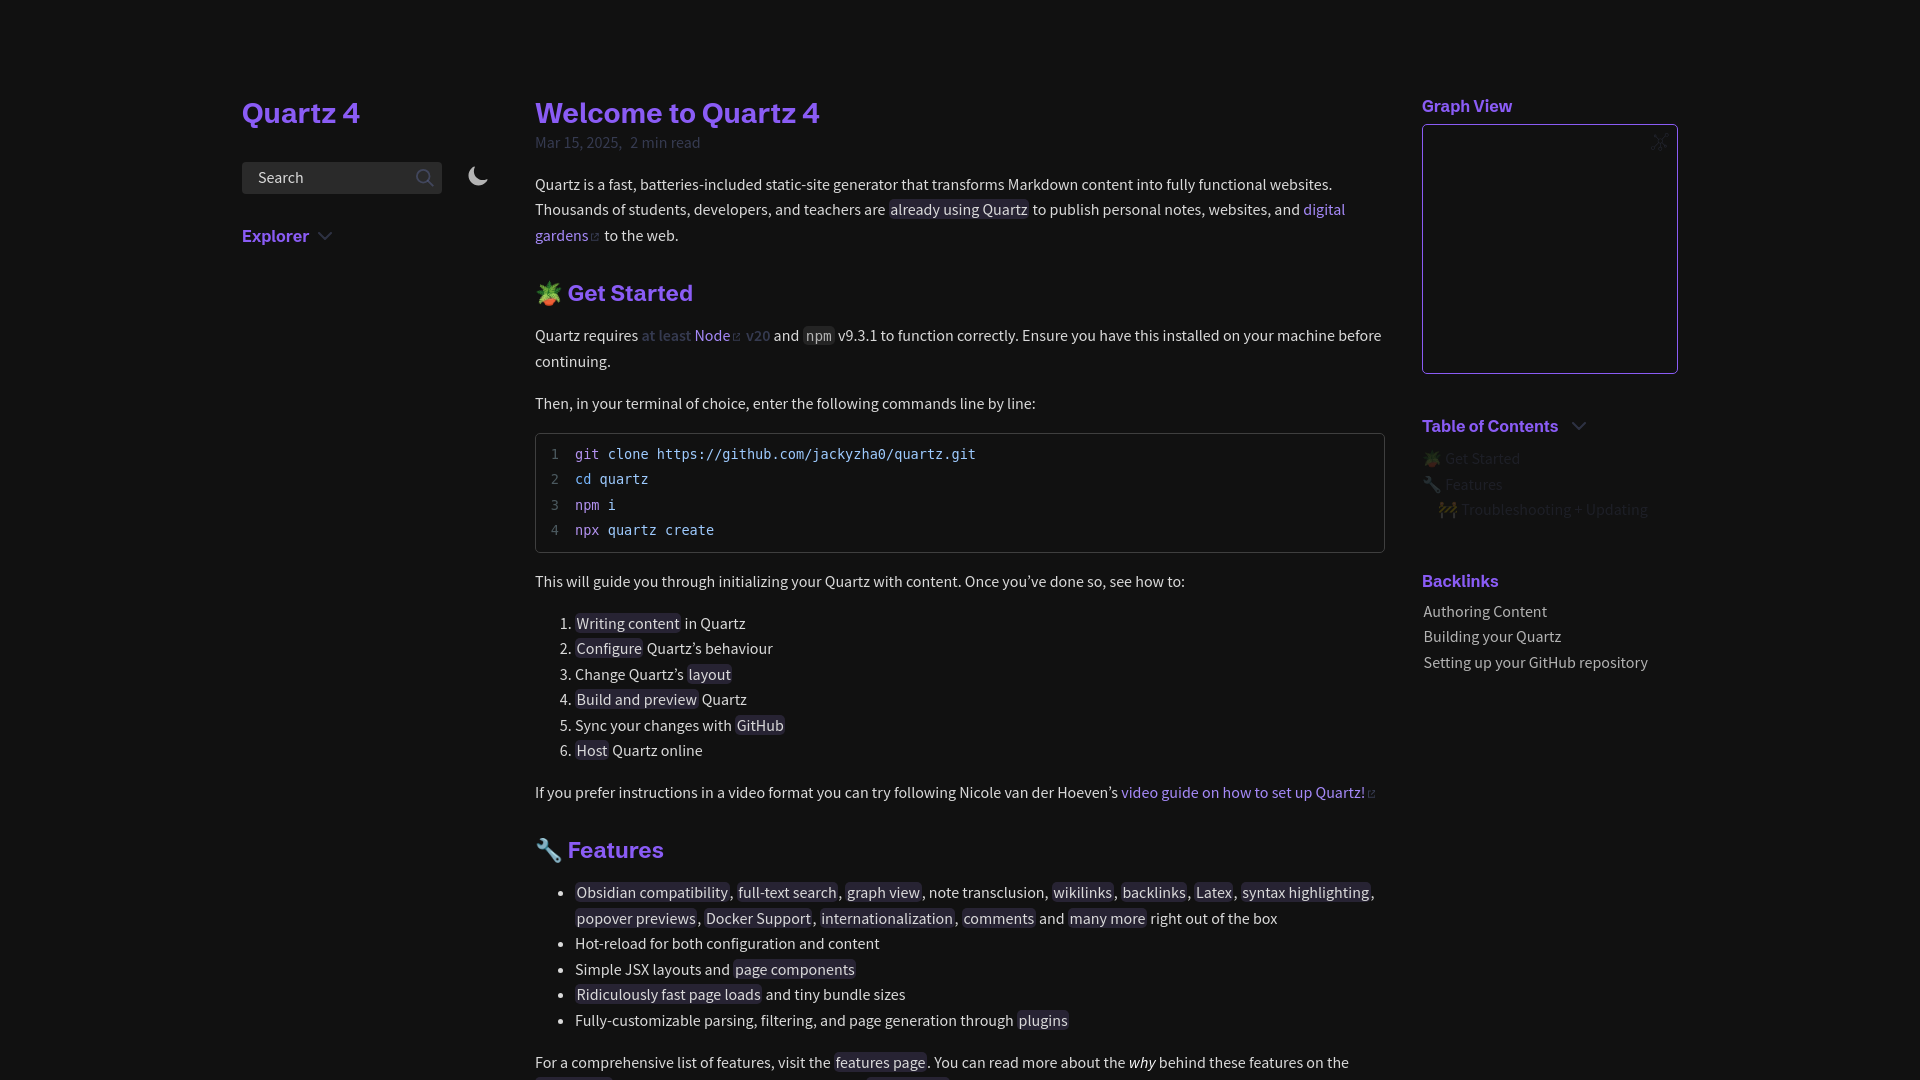 Quartz 4
Search
Explorer
Welcome to Quartz 4
Mar 15, 2025, 2 min read
Quartz is a fast, batteries-included static-site generator that transforms Markdown content into fully functional websites.
Thousands of students, developers, and teachers are already using Quartz to publish personal notes, websites, and digital
gardens to the web.
🪴 Get Started
Quartz requires at least Node v20 and npm v9.3.1 to function correctly. Ensure you have this installed on your machine before
continuing.
Then, in your terminal of choice, enter the following commands line by line:
1 git clone https://github.com/jackyzha0/quartz.git
2 cd quartz
3 npm i
4 npx quartz create
This will guide you through initializing your Quartz with content. Once you’ve done so, see how to:
1. Writing content in Quartz
2. Configure Quartz’s behaviour
3. Change Quartz’s layout
4. Build and preview Quartz
5. Sync your changes with GitHub
6. Host Quartz online
If you prefer instructions in a video format you can try following Nicole van der Hoeven’s video guide on how to set up Quartz!
🔧 Features
• Obsidian compatibility, full-text search, graph view, note transclusion, wikilinks, backlinks, Latex, syntax highlighting,
popover previews, Docker Support, internationalization, comments and many more right out of the box
• Hot-reload for both configuration and content
• Simple JSX layouts and page components
• Ridiculously fast page loads and tiny bundle sizes
• Fully-customizable parsing, filtering, and page generation through plugins
For a comprehensive list of features, visit the features page. You can read more about the why behind these features on the
Graph View
Table of Contents
🪴 Get Started
🔧 Features
🚧 Troubleshooting + Updating
Backlinks
Authoring Content
Building your Quartz
Setting up your GitHub repository